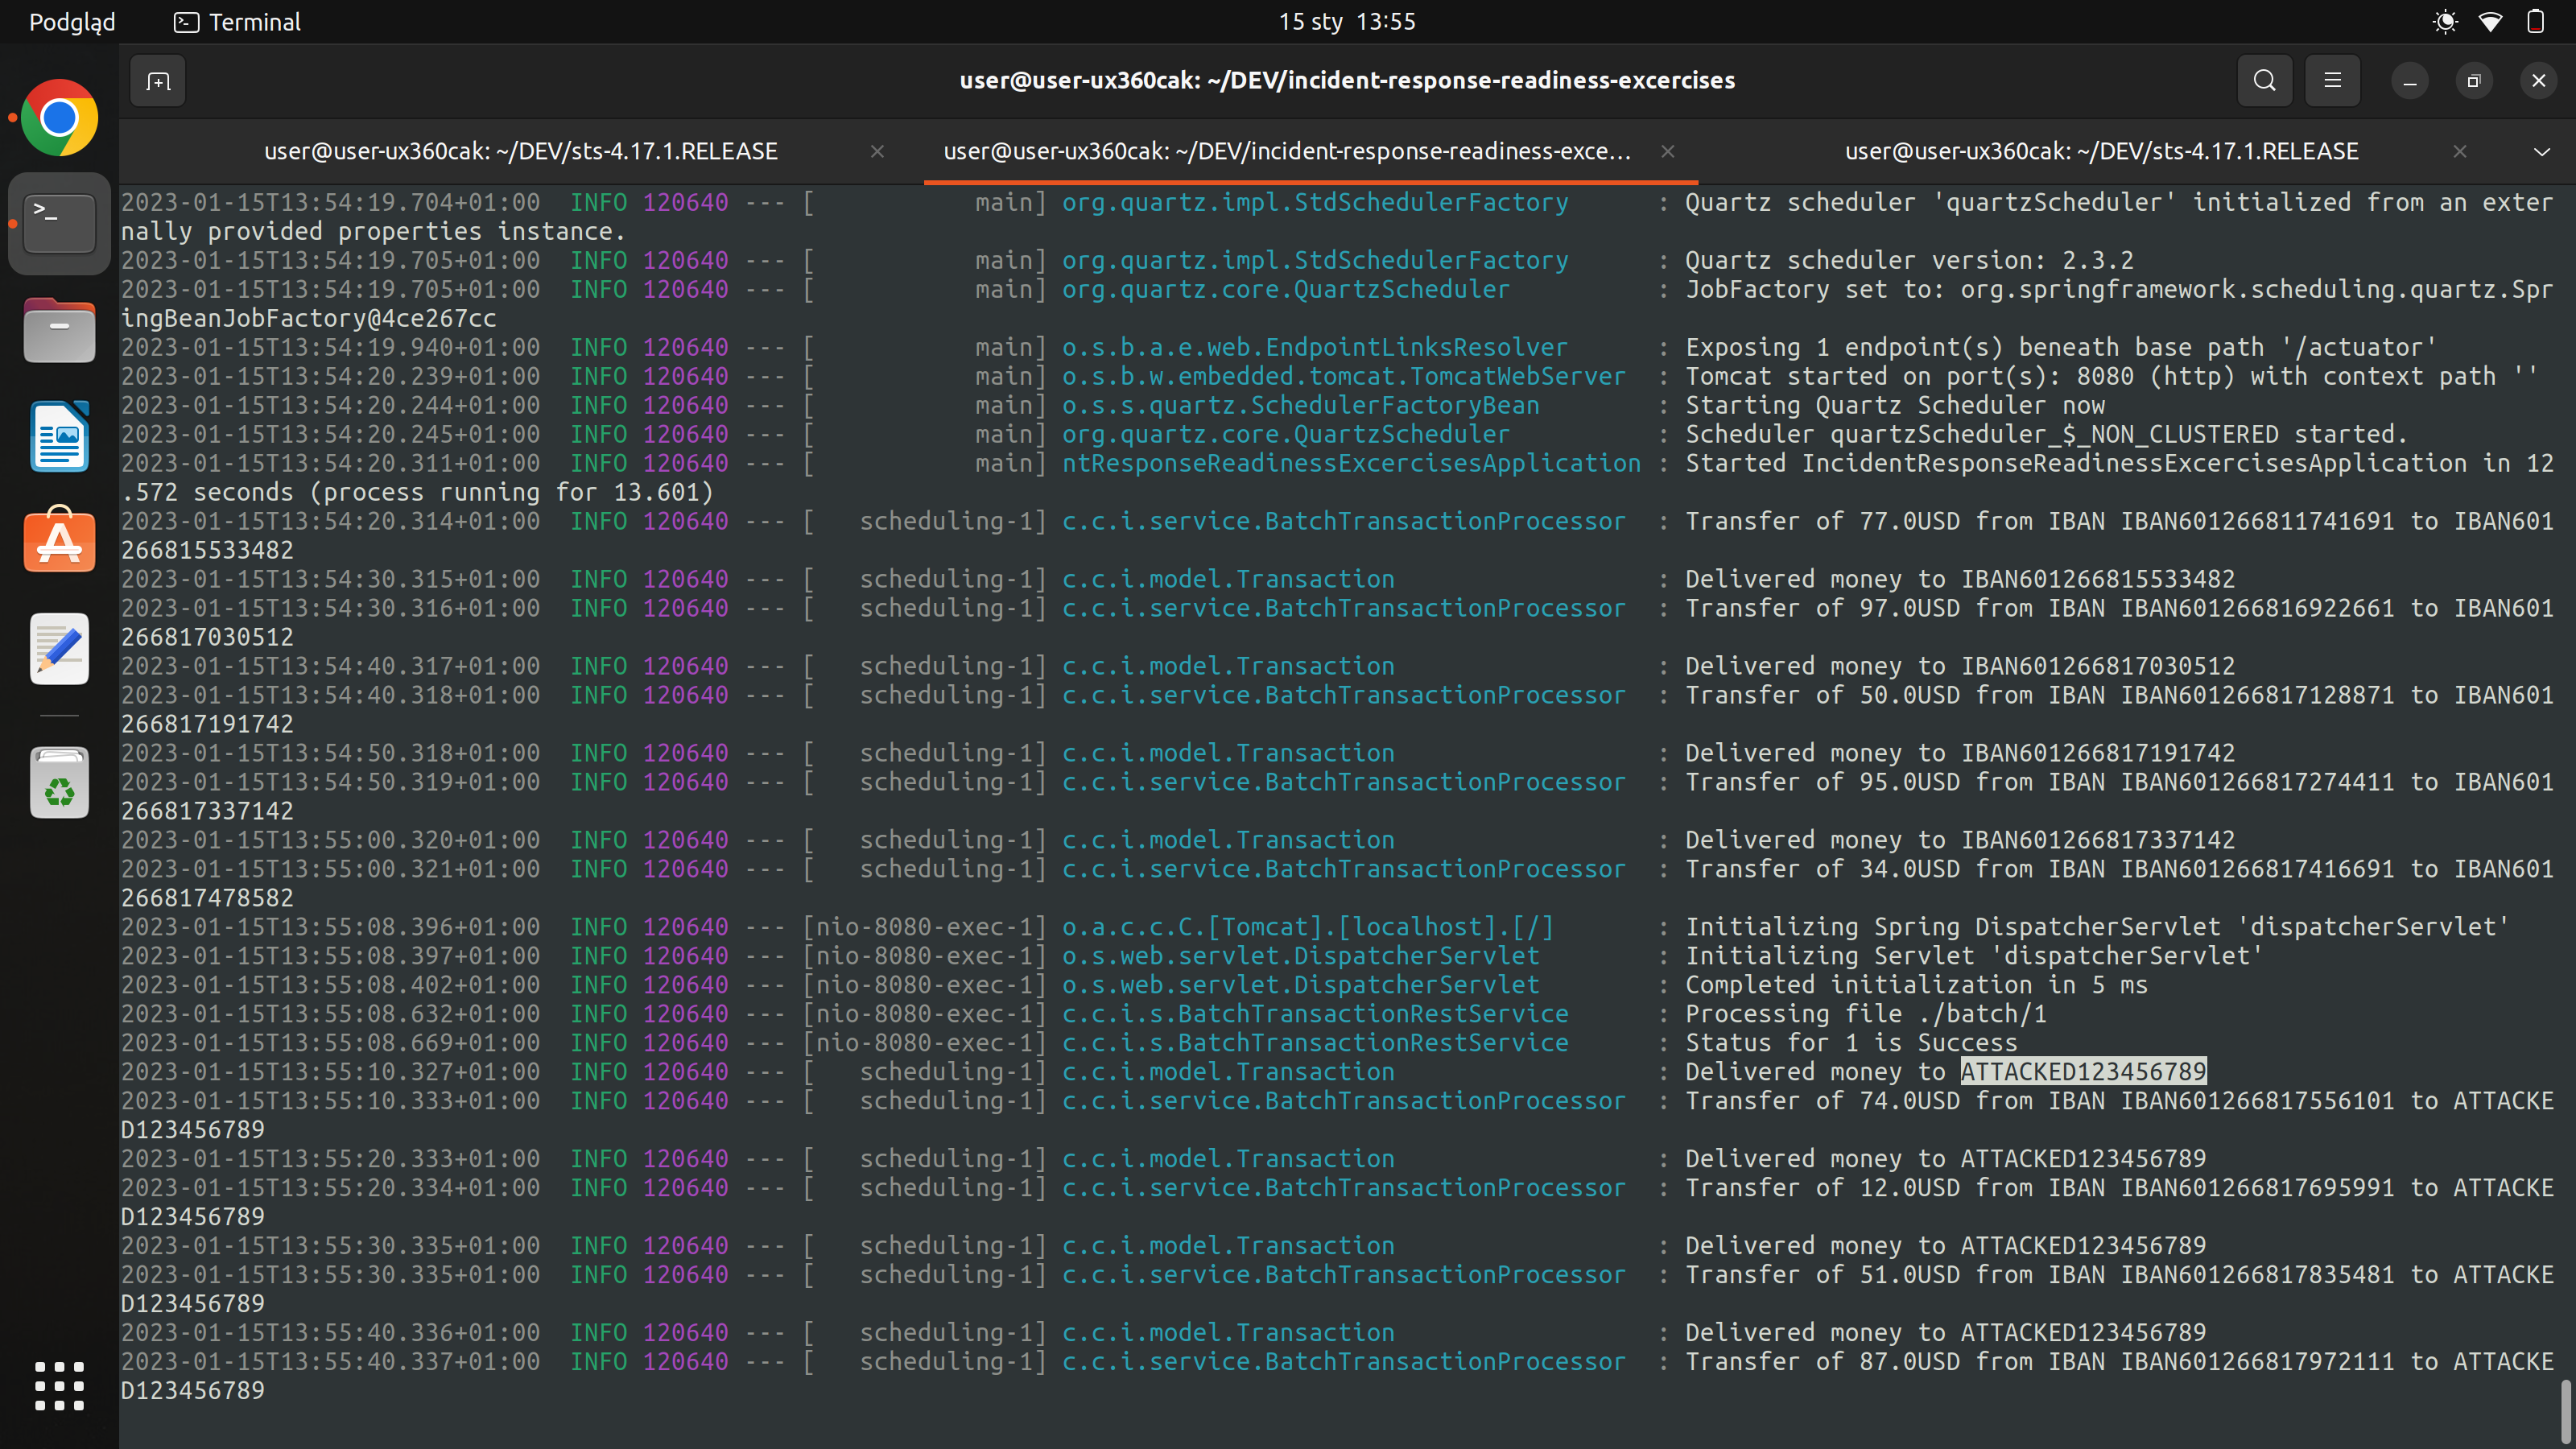 Podgląd Terminal 15 sty 13:55
user@user-ux360cak: ~/DEV/incident-response-readiness-excercises
user@user-ux360cak: ~/DEV/sts-4.17.1.RELEASE user@user-ux360cak: ~/DEV/incident-response-readiness-exce... user@user-ux360cak: ~/DEV/sts-4.17.1.RELEASE
2023-01-15T13:54:19.704+01:00  INFO 120640 --- [           main] org.quartz.impl.StdSchedulerFactory      : Quartz scheduler 'quartzScheduler' initialized from an exter
nally provided properties instance.
2023-01-15T13:54:19.705+01:00  INFO 120640 --- [           main] org.quartz.impl.StdSchedulerFactory      : Quartz scheduler version: 2.3.2
2023-01-15T13:54:19.705+01:00  INFO 120640 --- [           main] org.quartz.core.QuartzScheduler          : JobFactory set to: org.springframework.scheduling.quartz.Spr
ingBeanJobFactory@4ce267cc
2023-01-15T13:54:19.940+01:00  INFO 120640 --- [           main] o.s.b.a.e.web.EndpointLinksResolver      : Exposing 1 endpoint(s) beneath base path '/actuator'
2023-01-15T13:54:20.239+01:00  INFO 120640 --- [           main] o.s.b.w.embedded.tomcat.TomcatWebServer  : Tomcat started on port(s): 8080 (http) with context path ''
2023-01-15T13:54:20.244+01:00  INFO 120640 --- [           main] o.s.s.quartz.SchedulerFactoryBean        : Starting Quartz Scheduler now
2023-01-15T13:54:20.245+01:00  INFO 120640 --- [           main] org.quartz.core.QuartzScheduler          : Scheduler quartzScheduler_$_NON_CLUSTERED started.
2023-01-15T13:54:20.311+01:00  INFO 120640 --- [           main] ntResponseReadinessExcercisesApplication : Started IncidentResponseReadinessExcercisesApplication in 12
.572 seconds (process running for 13.601)
2023-01-15T13:54:20.314+01:00  INFO 120640 --- [   scheduling-1] c.c.i.service.BatchTransactionProcessor  : Transfer of 77.0USD from IBAN IBAN601266811741691 to IBAN601
266815533482
2023-01-15T13:54:30.315+01:00  INFO 120640 --- [   scheduling-1] c.c.i.model.Transaction                  : Delivered money to IBAN601266815533482
2023-01-15T13:54:30.316+01:00  INFO 120640 --- [   scheduling-1] c.c.i.service.BatchTransactionProcessor  : Transfer of 97.0USD from IBAN IBAN601266816922661 to IBAN601
266817030512
2023-01-15T13:54:40.317+01:00  INFO 120640 --- [   scheduling-1] c.c.i.model.Transaction                  : Delivered money to IBAN601266817030512
2023-01-15T13:54:40.318+01:00  INFO 120640 --- [   scheduling-1] c.c.i.service.BatchTransactionProcessor  : Transfer of 50.0USD from IBAN IBAN601266817128871 to IBAN601
266817191742
2023-01-15T13:54:50.318+01:00  INFO 120640 --- [   scheduling-1] c.c.i.model.Transaction                  : Delivered money to IBAN601266817191742
2023-01-15T13:54:50.319+01:00  INFO 120640 --- [   scheduling-1] c.c.i.service.BatchTransactionProcessor  : Transfer of 95.0USD from IBAN IBAN601266817274411 to IBAN601
266817337142
2023-01-15T13:55:00.320+01:00  INFO 120640 --- [   scheduling-1] c.c.i.model.Transaction                  : Delivered money to IBAN601266817337142
2023-01-15T13:55:00.321+01:00  INFO 120640 --- [   scheduling-1] c.c.i.service.BatchTransactionProcessor  : Transfer of 34.0USD from IBAN IBAN601266817416691 to IBAN601
266817478582
2023-01-15T13:55:08.396+01:00  INFO 120640 --- [nio-8080-exec-1] o.a.c.c.C.[Tomcat].[localhost].[/]       : Initializing Spring DispatcherServlet 'dispatcherServlet'
2023-01-15T13:55:08.397+01:00  INFO 120640 --- [nio-8080-exec-1] o.s.web.servlet.DispatcherServlet        : Initializing Servlet 'dispatcherServlet'
2023-01-15T13:55:08.402+01:00  INFO 120640 --- [nio-8080-exec-1] o.s.web.servlet.DispatcherServlet        : Completed initialization in 5 ms
2023-01-15T13:55:08.632+01:00  INFO 120640 --- [nio-8080-exec-1] c.c.i.s.BatchTransactionRestService      : Processing file ./batch/1
2023-01-15T13:55:08.669+01:00  INFO 120640 --- [nio-8080-exec-1] c.c.i.s.BatchTransactionRestService      : Status for 1 is Success
2023-01-15T13:55:10.327+01:00  INFO 120640 --- [   scheduling-1] c.c.i.model.Transaction                  : Delivered money to ATTACKED123456789
2023-01-15T13:55:10.333+01:00  INFO 120640 --- [   scheduling-1] c.c.i.service.BatchTransactionProcessor  : Transfer of 74.0USD from IBAN IBAN601266817556101 to ATTACKE
D123456789
2023-01-15T13:55:20.333+01:00  INFO 120640 --- [   scheduling-1] c.c.i.model.Transaction                  : Delivered money to ATTACKED123456789
2023-01-15T13:55:20.334+01:00  INFO 120640 --- [   scheduling-1] c.c.i.service.BatchTransactionProcessor  : Transfer of 12.0USD from IBAN IBAN601266817695991 to ATTACKE
D123456789
2023-01-15T13:55:30.335+01:00  INFO 120640 --- [   scheduling-1] c.c.i.model.Transaction                  : Delivered money to ATTACKED123456789
2023-01-15T13:55:30.335+01:00  INFO 120640 --- [   scheduling-1] c.c.i.service.BatchTransactionProcessor  : Transfer of 51.0USD from IBAN IBAN601266817835481 to ATTACKE
D123456789
2023-01-15T13:55:40.336+01:00  INFO 120640 --- [   scheduling-1] c.c.i.model.Transaction                  : Delivered money to ATTACKED123456789
2023-01-15T13:55:40.337+01:00  INFO 120640 --- [   scheduling-1] c.c.i.service.BatchTransactionProcessor  : Transfer of 87.0USD from IBAN IBAN601266817972111 to ATTACKE
D123456789